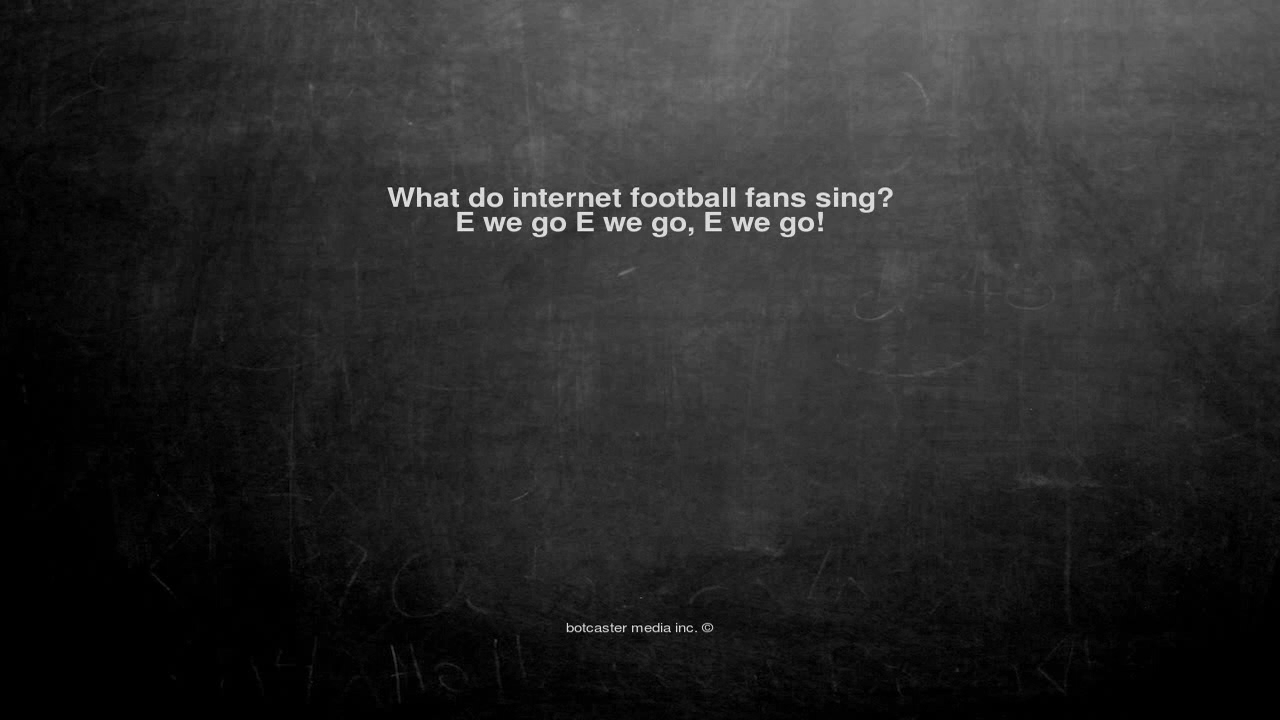 What do internet football fans sing?
E we go E we go, E we go!
botcaster media inc. ©